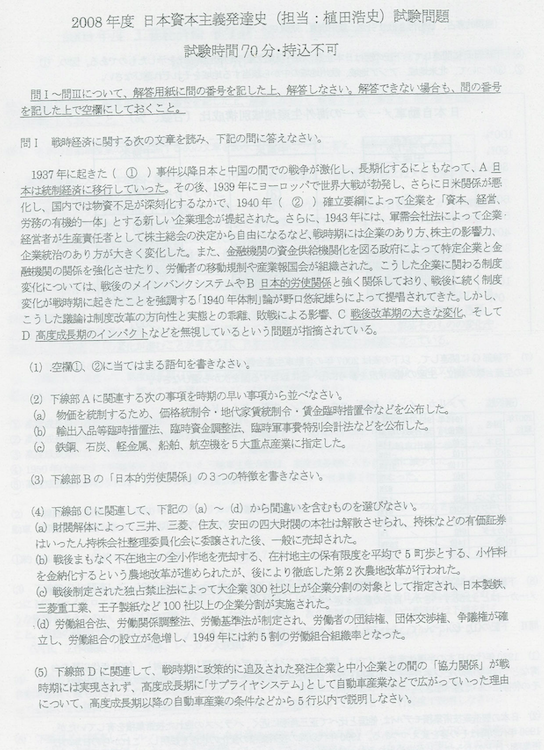 2008 年度 日本資本主義発達史（担当：植田浩史）試験問題
試験時間 70 分・持込不可
問Ⅰ～問Ⅲについて、解答用紙に問の番号を記した上、解答しなさい。解答できない場合も、問の番号
を記した上で空欄にしておくこと。
問Ⅰ 戦時経済に関する次の文章を読み、下記の問に答えなさい。
1937 年に起きた（ ① ）事件以降日本と中国の間での戦争が激化し、長期化するにともなって、A 日
本は統制経済に移行していった。その後、1939 年にヨーロッパで世界大戦が勃発し、さらに日米関係が悪
化し、国内では物資不足が深刻化するなかで、1940 年（ ② ）確立要綱によって企業を「資本、経営、
労務の有機的一体」とする新しい企業理念が提起された。さらに、1943 年には、軍需会社法によって企業・
経営者が生産責任者として株主総会の決定から自由になるなど、戦時期には企業のあり方、株主の影響力、
企業統治のあり方が大きく変化した。また、金融機関の資金供給機関化を図る政府によって特定企業と金
融機関の関係を強化させたり、労働者の移動規制や産業報国会が組織された。こうした企業に関わる制度
変化については、戦後のメインバンクシステムやB 日本的労使関係と強く関係しており、戦後に続く制度
変化が戦時期に起きたことを強調する「1940 年体制」論が野口悠紀雄らによって提唱されてきた。しかし、
こうした議論は制度改革の方向性と実態との乖離、敗戦による影響、C 戦後改革期の大きな変化、そして
D 高度成長期のインパクトなどを無視しているという問題が指摘されている。
(1) 空欄①、②に当てはまる語句を書きなさい。
(2) 下線部Aに関連する次の事項を時期の早い事項から並べなさい。
(a) 物価を統制するため、価格統制令・地代家賃統制令・賃金臨時措置令などを公布した。
(b) 輸出入品等臨時措置法、臨時資金調整法、臨時軍事費特別会計法などを公布した。
(c) 鉄鋼、石炭、軽金属、船舶、航空機を5大重点産業に指定した。
(3) 下線部Bの「日本的労使関係」の3つの特徴を書きなさい。
(4) 下線部Cに関連して、下記の（a）～（d）から間違いを含むものを選びなさい。
(a) 財閥解体によって三井、三菱、住友、安田の四大財閥の本社は解散させられ、持株などの有価証券
はいったん持株会社整理委員化会に委譲された後、一般に売却された。
(b) 戦後まもなく不在地主の全小作地を売却する、在村地主の保有限度を平均で 5 町歩とする、小作料
を金納化するという農地改革が進められたが、後により徹底した第2次農地改革が行われた。
(c) 戦後制定された独占禁止法によって大企業 300 社以上が企業分割の対象として指定され、日本製鉄、
三菱重工業、王子製紙など 100 社以上の企業分割が実施された。
(d) 労働組合法、労働関係調整法、労働基準法が制定され、労働者の団結権、団体交渉権、争議権が確
立し、労働組合の設立が急増し、1949 年には約 5 割の労働組合組織率となった。
(5) 下線部Dに関連して、戦時期に政策的に追及された発注企業と中小企業との間の「協力関係」が戦
時期には実現されず、高度成長期に「サプライヤシステム」として自動車産業などで広がっていった理由
について、高度成長期以降の自動車産業の条件などから 5 行以内で説明しなさい。